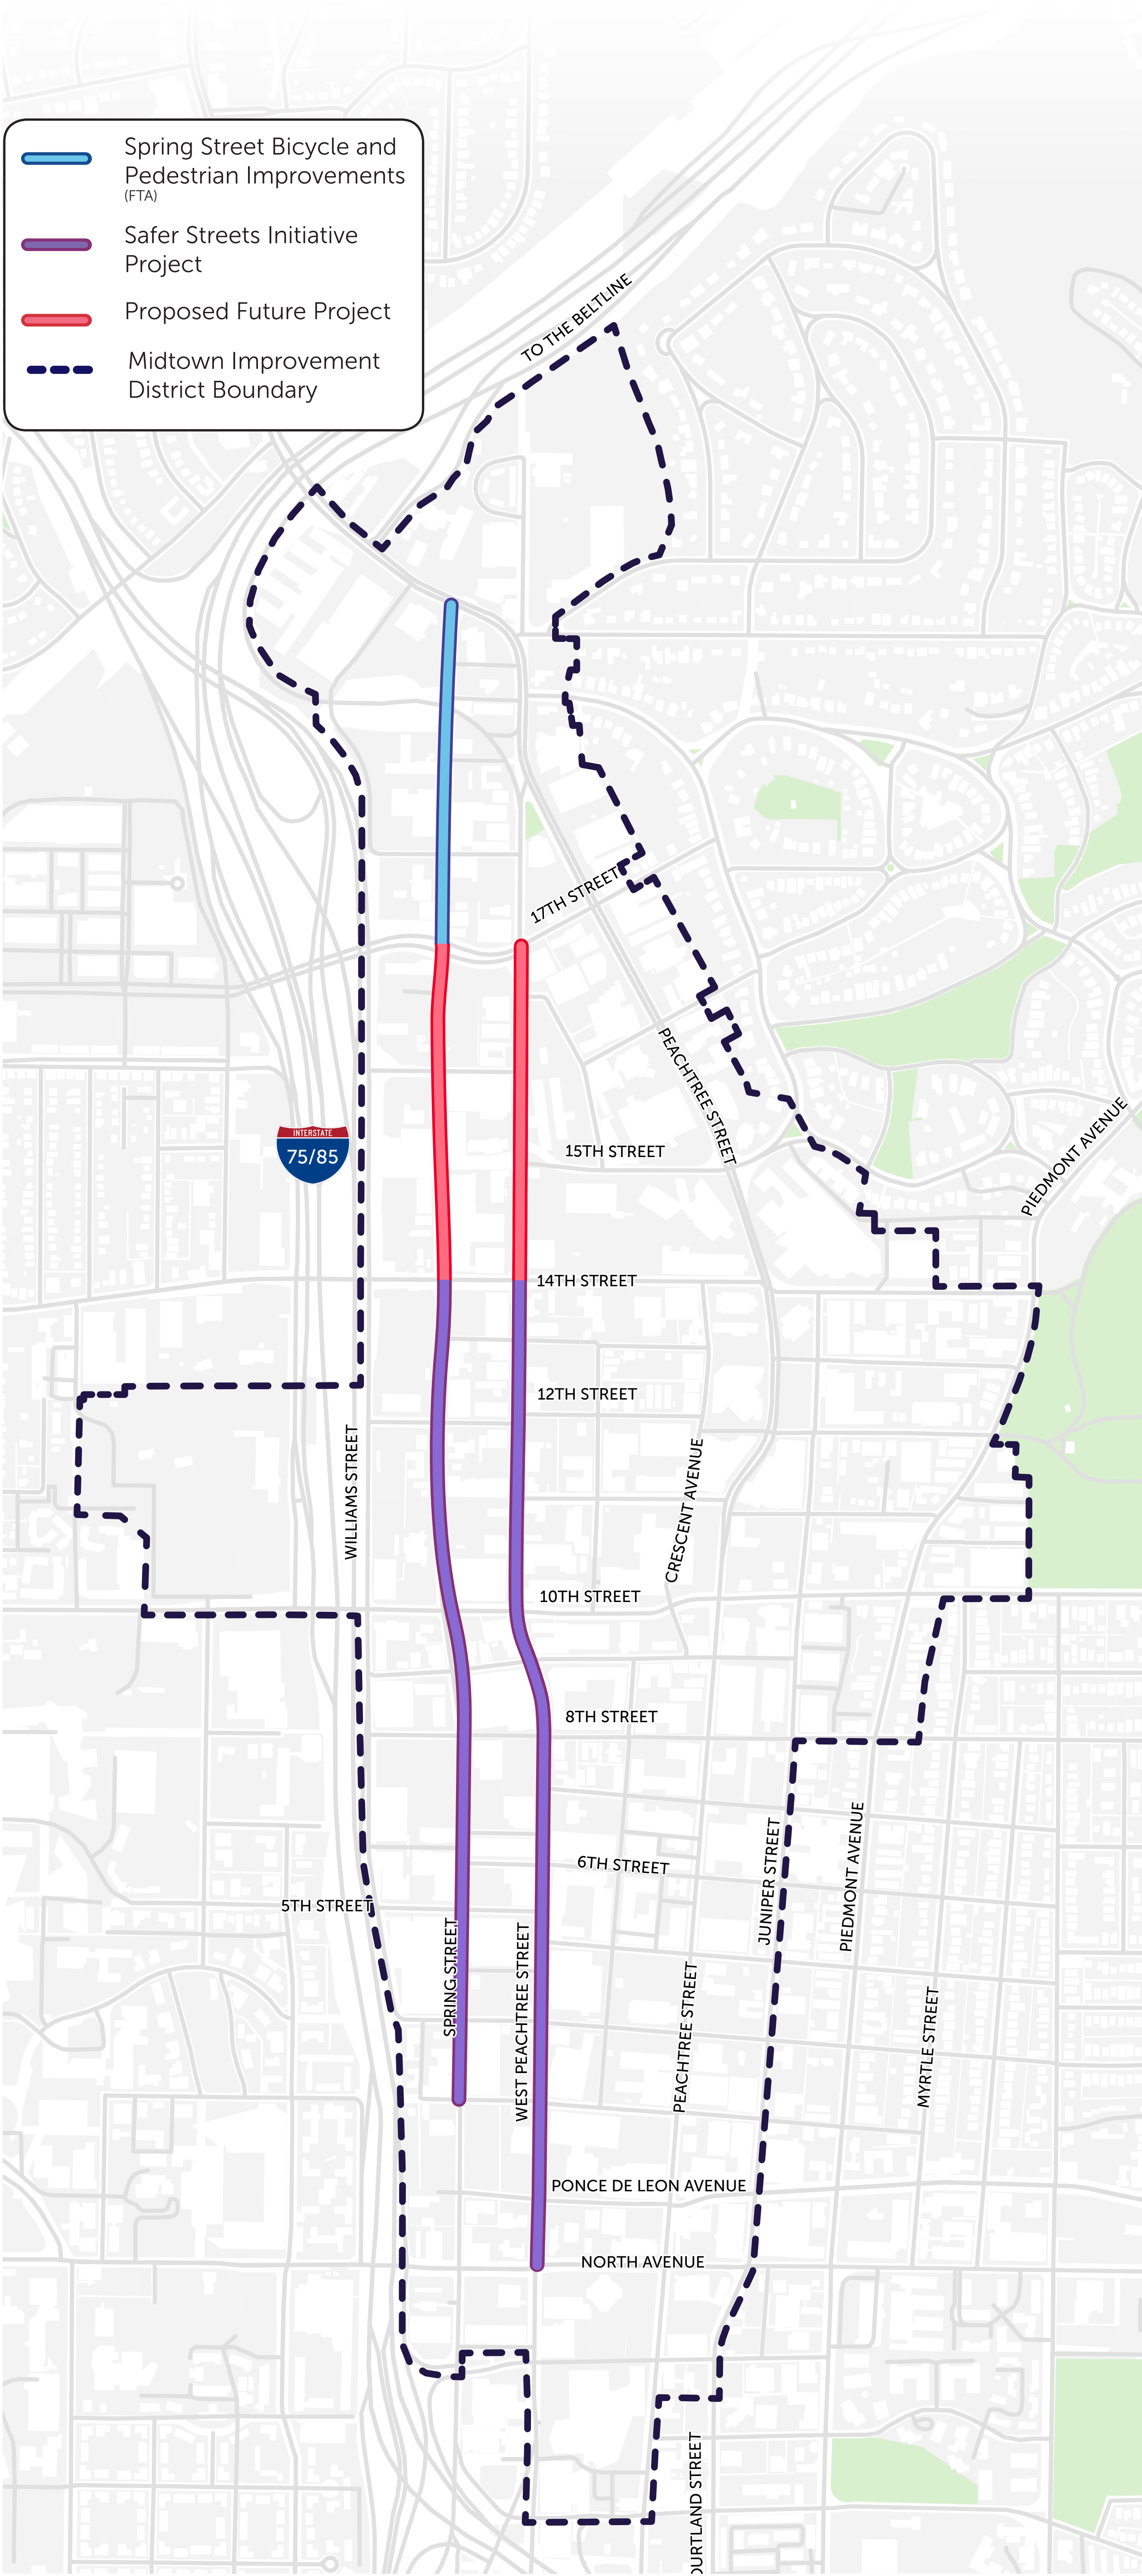 Spring Street Bicycle and
Pedestrian Improvements
(FTA)
Safer Streets Initiative
Project
Proposed Future Project
Midtown Improvement
District Boundary
TO THE BELTLINE
17TH STREET
PEACHTREE STREET
PIEDMONT AVENUE
INTERSTATE
75/85
15TH STREET
14TH STREET
12TH STREET
WILLIAMS STREET
CRESCENT AVENUE
10TH STREET
8TH STREET
6TH STREET
JUNIPER STREET
PIEDMONT AVENUE
5TH STREET
SPRING STREET
WEST PEACHTREE STREET
PEACHTREE STREET
MYRTLE STREET
PONCE DE LEON AVENUE
NORTH AVENUE
OURTLAND STREET